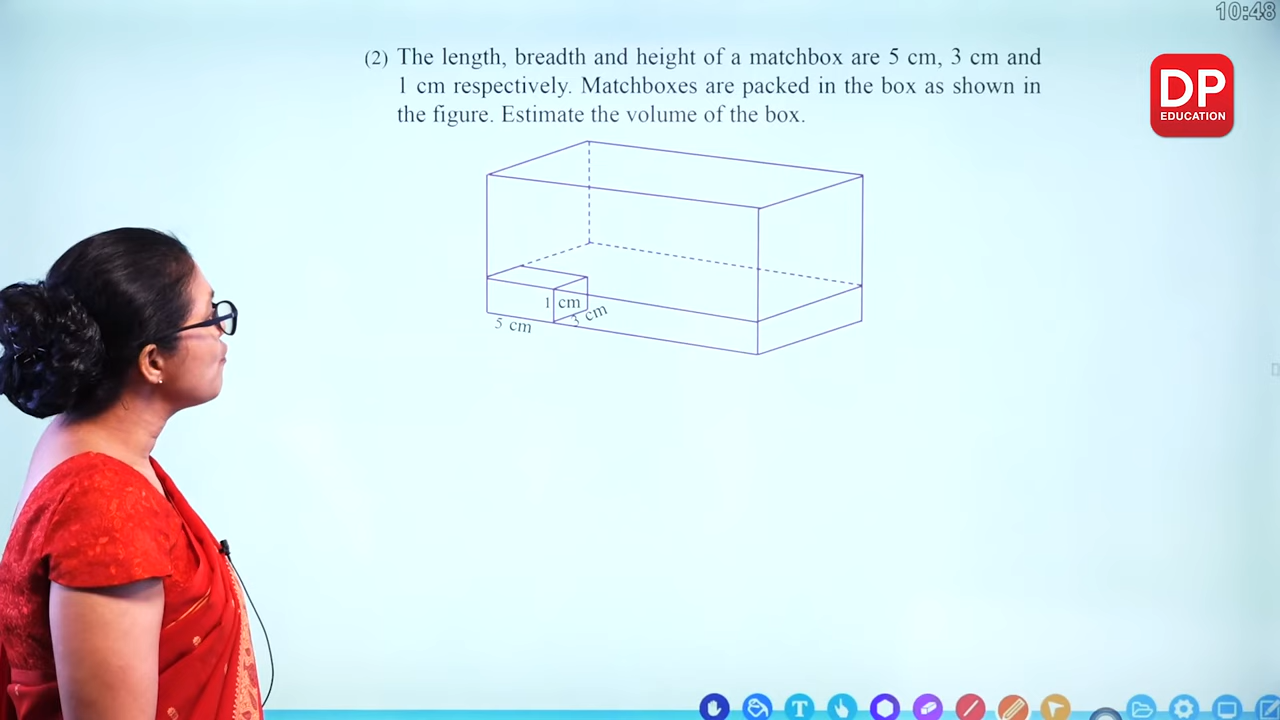 10:48
(2) The length, breadth and height of a matchbox are 5 cm, 3 cm and
1 cm respectively. Matchboxes are packed in the box as shown in
the figure. Estimate the volume of the box.
DP
EDUCATION
1 cm
3 cm
5 cm
T